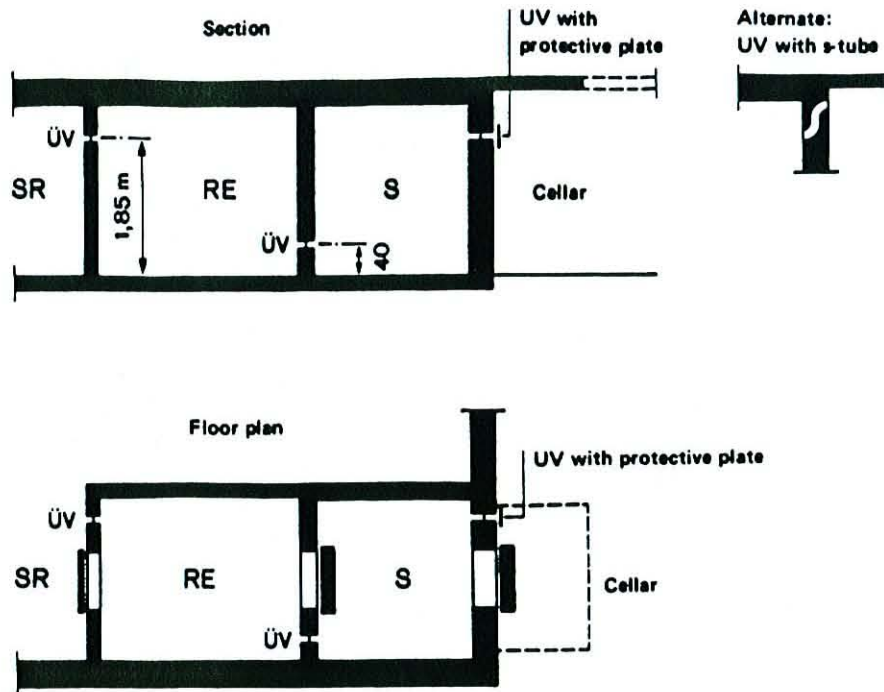 Section
UV with
protective plate
Alternate:
UV with s-tube
ÜV
SR
1,85 m
RE
ÜV
S
40
Cellar
Floor plan
UV with protective plate
ÜV
SR
RE
S
Cellar
ÜV